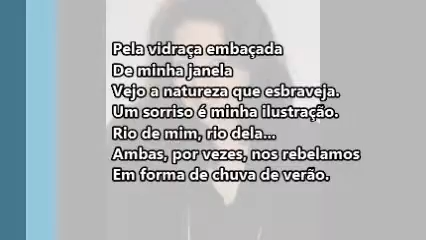 Pela vidraça embaçada
De minha janela
Vejo a natureza que esbraveja.
Um sorriso é minha ilustração.
Rio de mim, rio dela...
Ambas, por vezes, nos rebelamos
Em forma de chuva de verão.